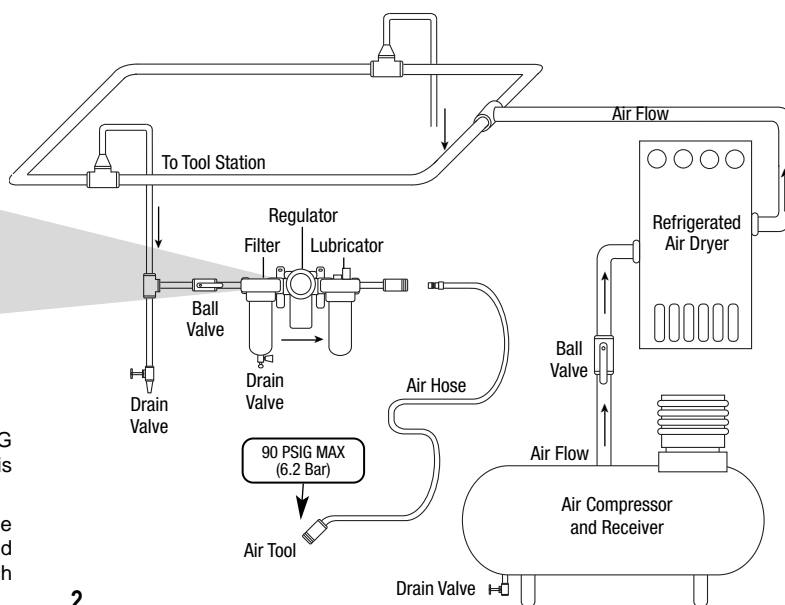 Air Flow
To Tool Station
Regulator
Filter
Lubricator
Refrigerated
Air Dryer
Ball
Valve
Drain
Valve
Drain
Valve
Air Hose
Ball
Valve
90 PSIG MAX
(6.2 Bar)
Air Flow
Air Compressor
and Receiver
Air Tool
Drain Valve
G
is
e
d
2